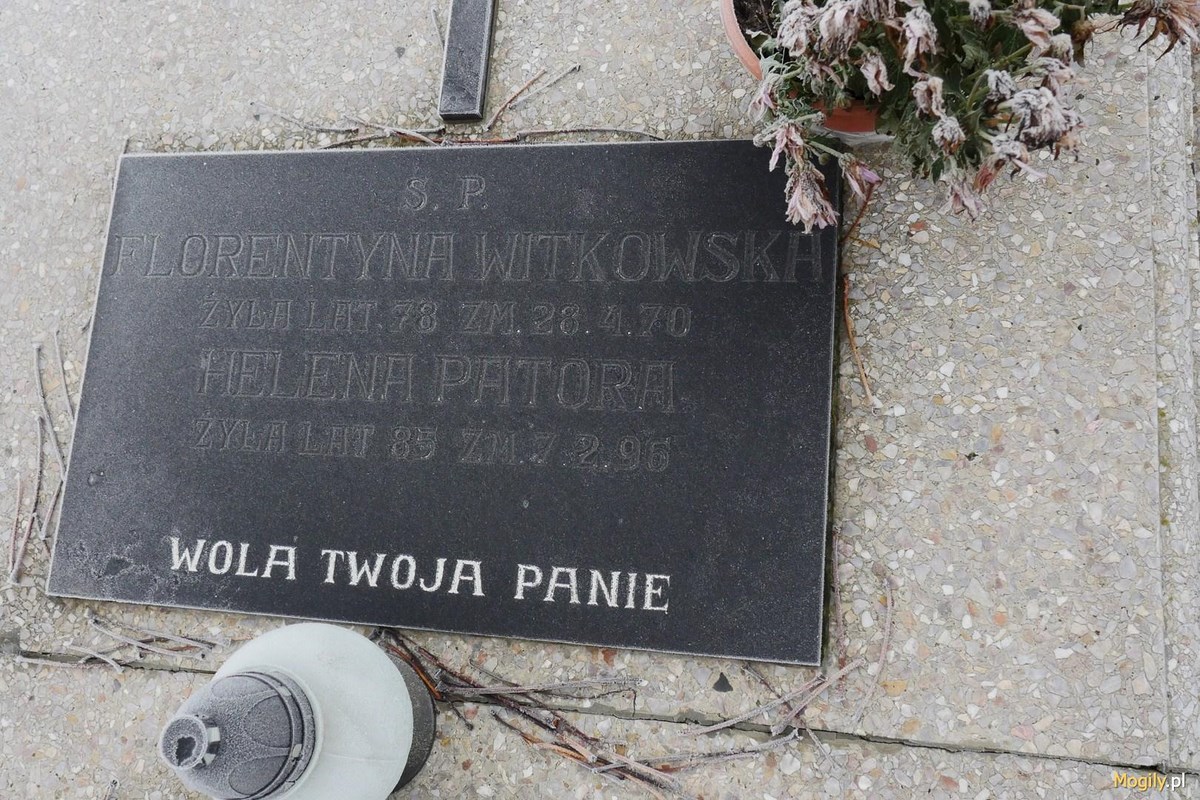 S. P.
FLORENTYNA WITKOWSKA
ŻYŁA LAT. 78 ZM. 28.4.70
HELENA PATORA
ŻYŁA LAT 85 ZM. 7.2.96
WOLA TWOJA PANIE
Mogily.pl